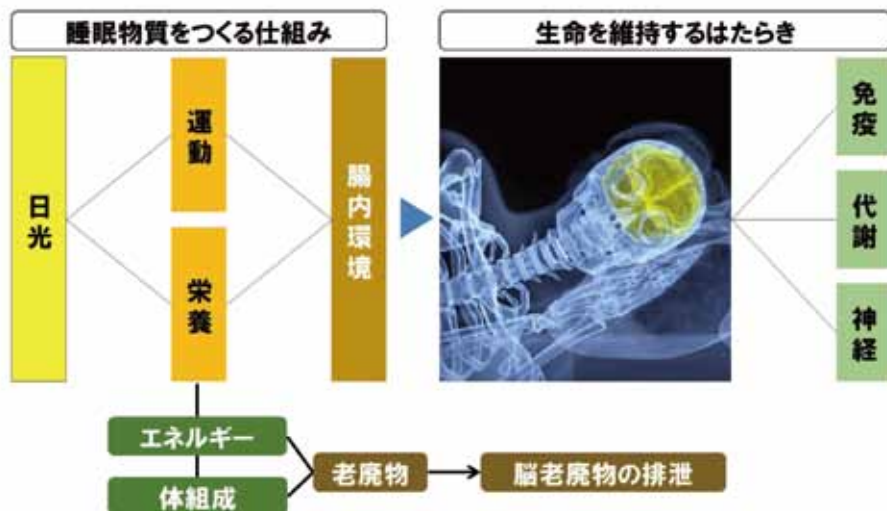 睡眠物質をつくる仕組み
生命を維持するはたらき
日光
運動
栄養
腸内環境
免疫
代謝
神経
エネルギー
体組成
老廃物
脳老廃物の排泄